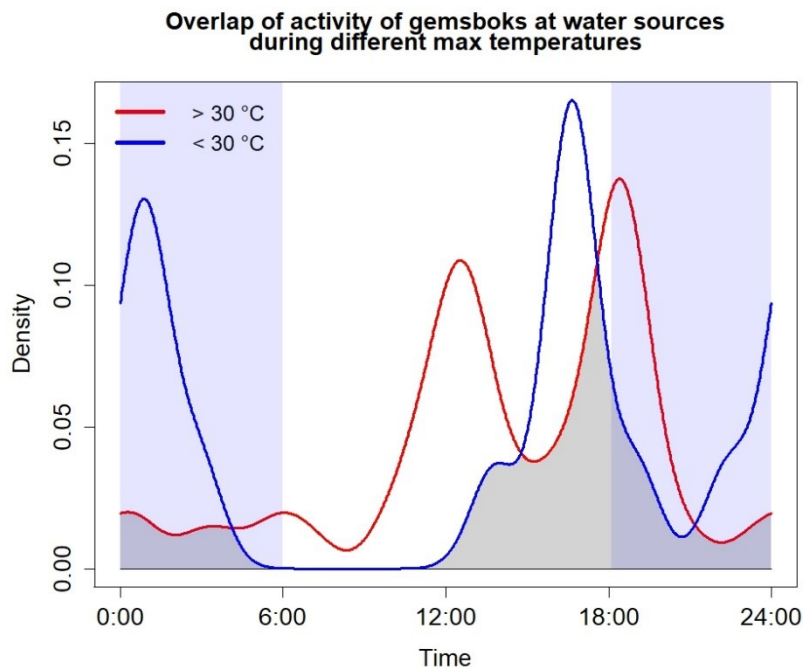 Overlap of activity of gemsboks at water sources
during different max temperatures
> 30 °C
< 30 °C
0.15
0.10
0.05
0.00
Density
0:00 6:00 12:00 18:00 24:00
Time